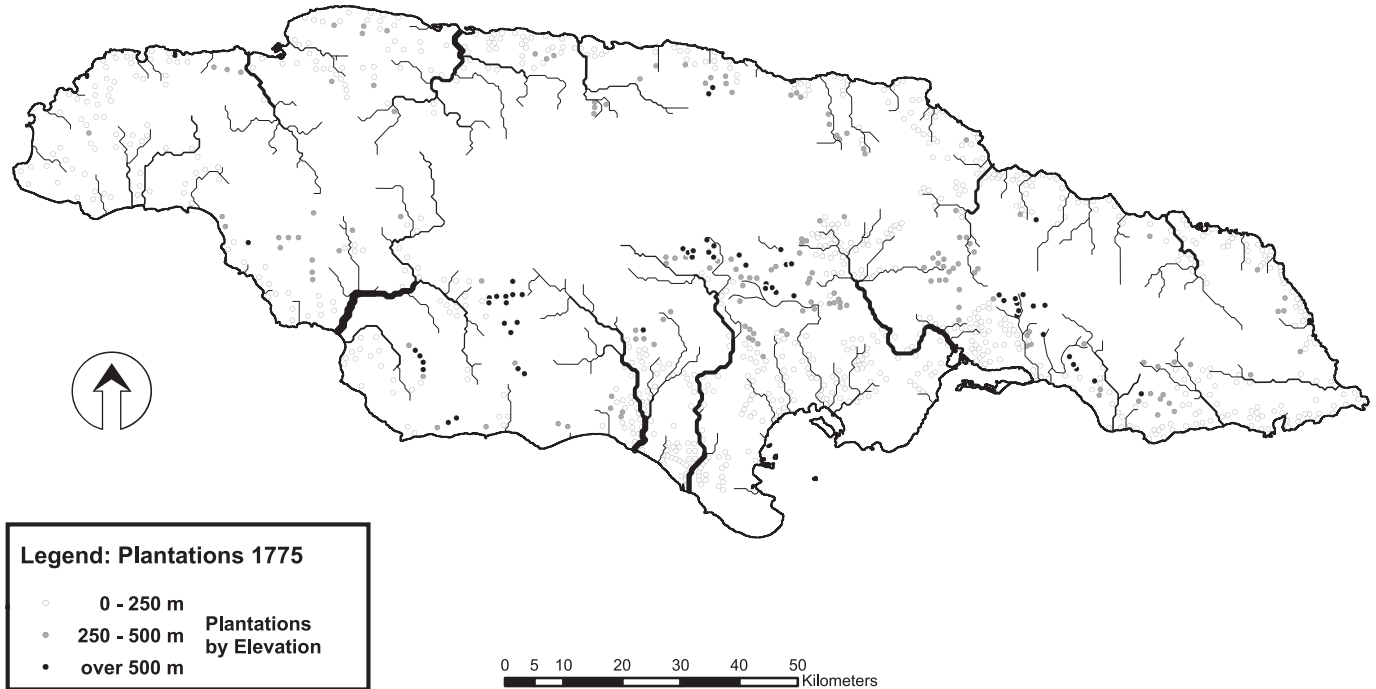 Legend: Plantations 1775
0 - 250 m
250 - 500 m
over 500 m
Plantations
by Elevation
0 5 10 20 30 40 50
Kilometers